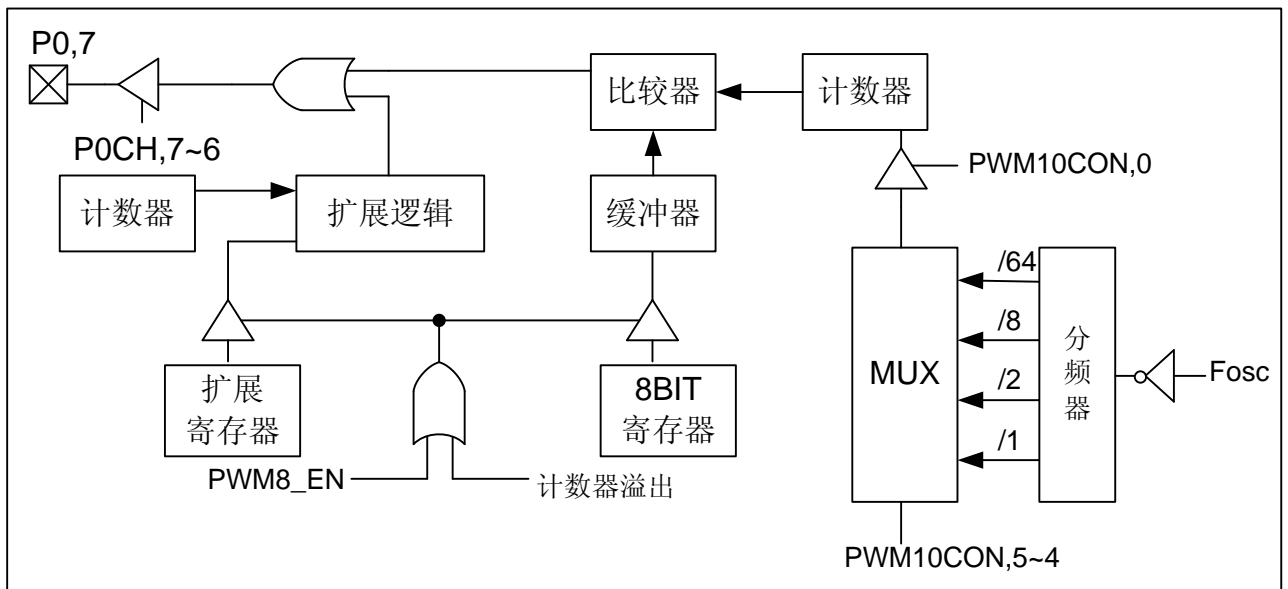 P0,7
P0CH,7~6
比较器
计数器
PWM10CON,0
计数器
扩展逻辑
缓冲器
/64
/8
/2
/1
MUX
分
频
器
Fosc
扩展
寄存器
8BIT
寄存器
PWM8_EN
计数器溢出
PWM10CON,5~4